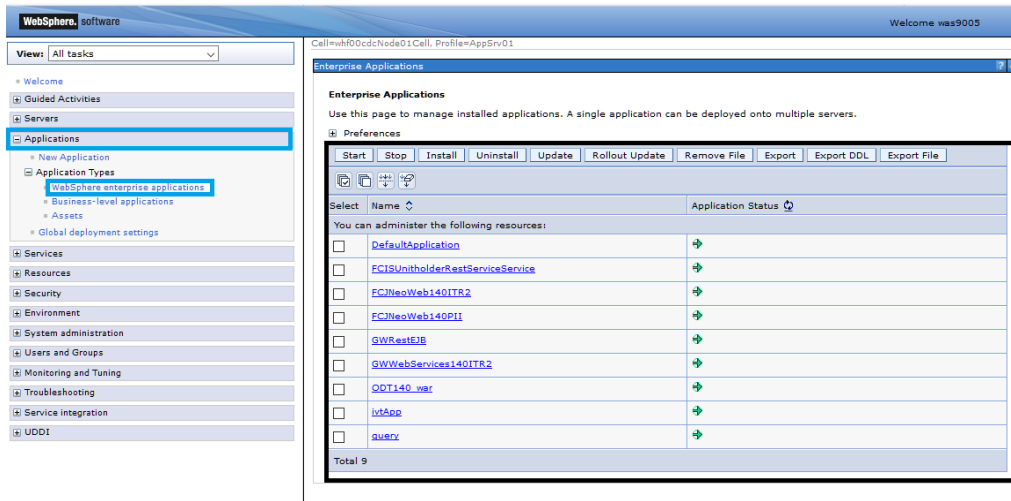 WebSphere. software
Welcome was9005
View: All tasks
Welcome
Guided Activities
Servers
Applications
New Application
Application Types
WebSphere enterprise applications
Business-level applications
Assets
Global deployment settings
Services
Resources
Security
Environment
System administration
Users and Groups
Monitoring and Tuning
Troubleshooting
Service integration
UDDI
Cell=whf00cdcNode01Cell, Profile=AppSrv01
Enterprise Applications ?
Enterprise Applications
Use this page to manage installed applications. A single application can be deployed onto multiple servers.
Preferences
Start Stop Install Uninstall Update Rollout Update Remove File Export Export DDL Export File
Select Name Application Status
You can administer the following resources:
DefaultApplication
FCISUnitholderRestServiceService
FCJNeoWeb140ITR2
FCJNeoWeb140PII
GWRestEJB
GWWebServices140ITR2
ODT140_war
ivtApp
query
Total 9